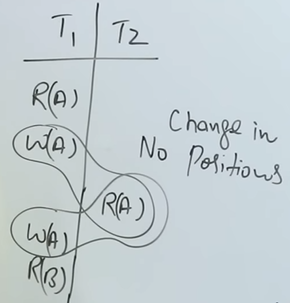 T1 T2
R(A)
W(A)
R(A)
W(A)
R(B)
Change in
No Positions